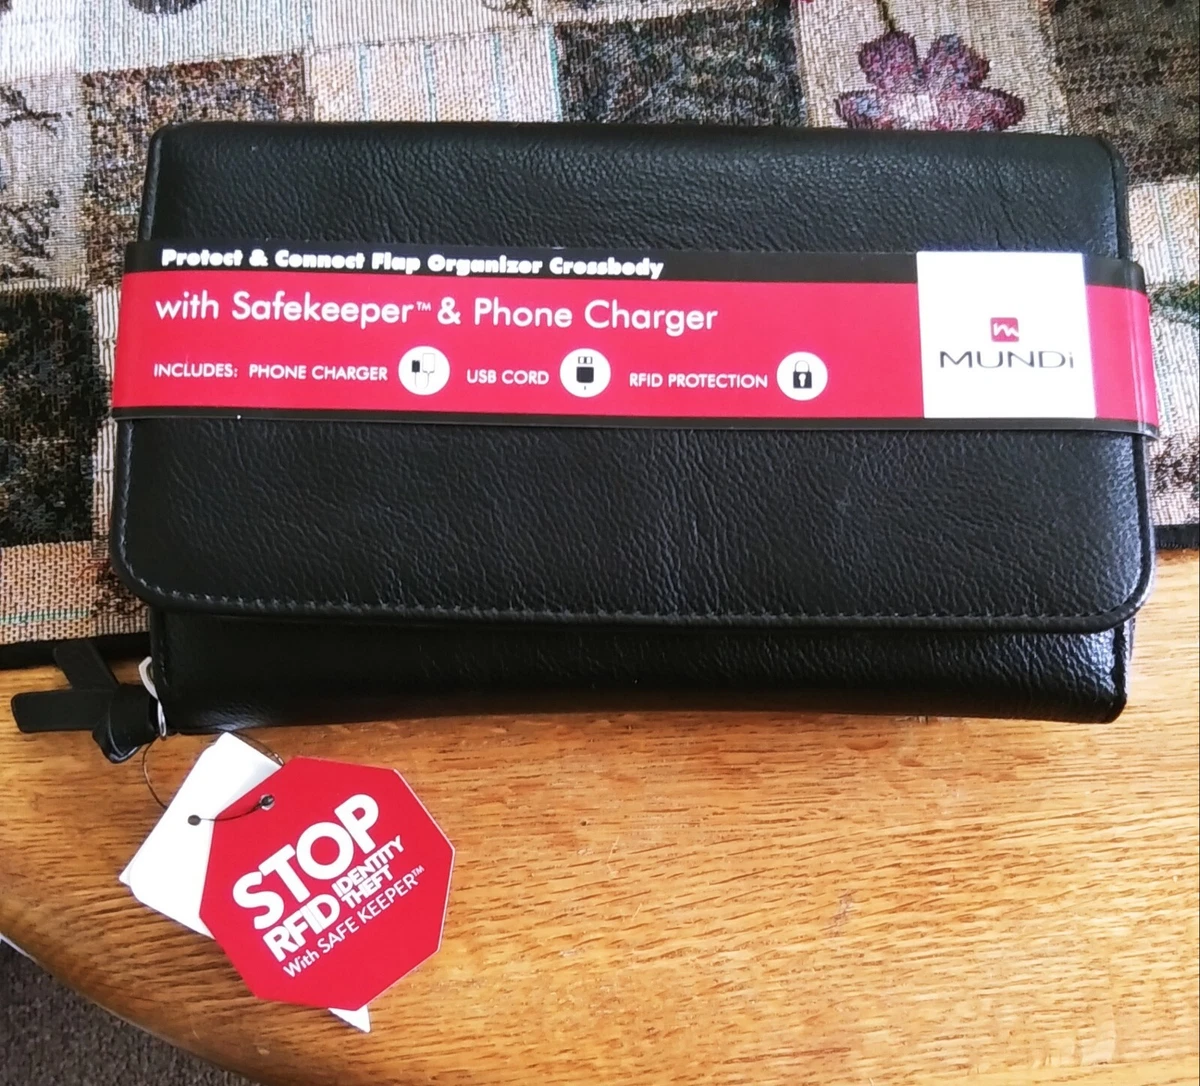 Protect & Connect Flap Organizer Crossbody
with Safekeeper™ & Phone Charger
INCLUDES: PHONE CHARGER USB CORD RFID PROTECTION
m
MUNDi
STOP
RFID IDENTITY
THEFT
With SAFE KEEPER™